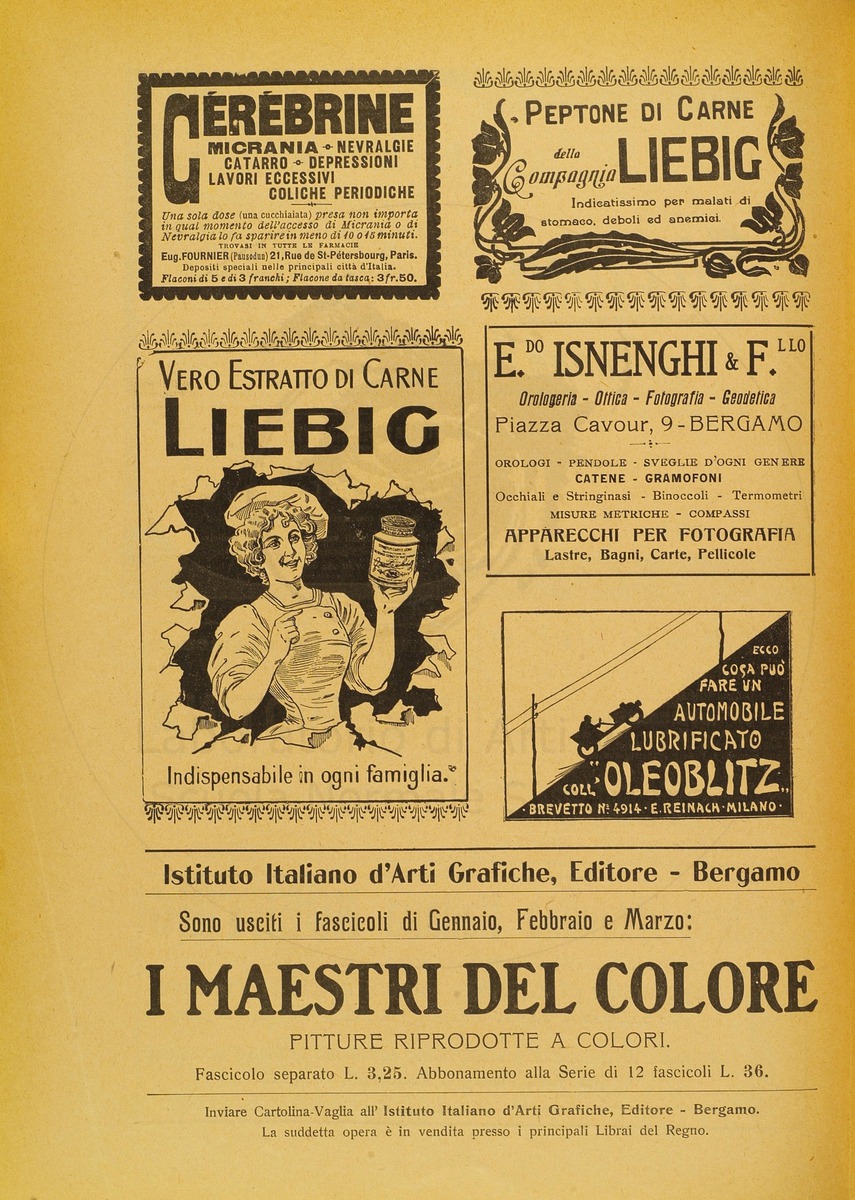 CÉRÉBRINE
MICRANIA - NEVRALGIE
CATARRO - DEPRESSIONI
LAVORI ECCESSIVI
COLICHE PERIODICHE
Una sola dose (una cucchiaiata) presa non importa
in qual momento dell'accesso di Micrania o di
Nevralgia lo fa sparire in meno di 10 o 15 minuti.
TROVASI IN TUTTE LE FARMACIE
Eug. FOURNIER (Pausodun) 21, Rue de St-Pétersbourg, Paris.
Depositi speciali nelle principali città d'Italia.
Flaconi di 5 e di 3 franchi; Flacone da tasca: 3 fr. 50.
PEPTONE DI CARNE
della
Compagnia LIEBIG
Indicatissimo per malati di
stomaco, deboli ed anemici.
VERO ESTRATTO DI CARNE
LIEBIG
Indispensabile in ogni famiglia.
E.DO ISNENGHI & F.LLO
Orologeria - Ottica - Fotografia - Geodetica
Piazza Cavour, 9 - BERGAMO
OROLOGI - PENDOLE - SVEGLIE D'OGNI GENERE
CATENE - GRAMOFONI
Occhiali e Stringinasi - Binoccoli - Termometri
MISURE METRICHE - COMPASSI
APPARECCHI PER FOTOGRAFIA
Lastre, Bagni, Carte, Pellicole
ECCO
COSA PUÒ
FARE UN
AUTOMOBILE
LUBRIFICATO
COLL' "OLEOBLITZ"
· BREVETTO No. 4914 · E. REINACH · MILANO ·
Istituto Italiano d'Arti Grafiche, Editore - Bergamo
Sono usciti i fascicoli di Gennaio, Febbraio e Marzo:
I MAESTRI DEL COLORE
PITTURE RIPRODOTTE A COLORI.
Fascicolo separato L. 3,25. Abbonamento alla Serie di 12 fascicoli L. 36.
Inviare Cartolina-Vaglia all' Istituto Italiano d'Arti Grafiche, Editore - Bergamo.
La suddetta opera è in vendita presso i principali Librai del Regno.